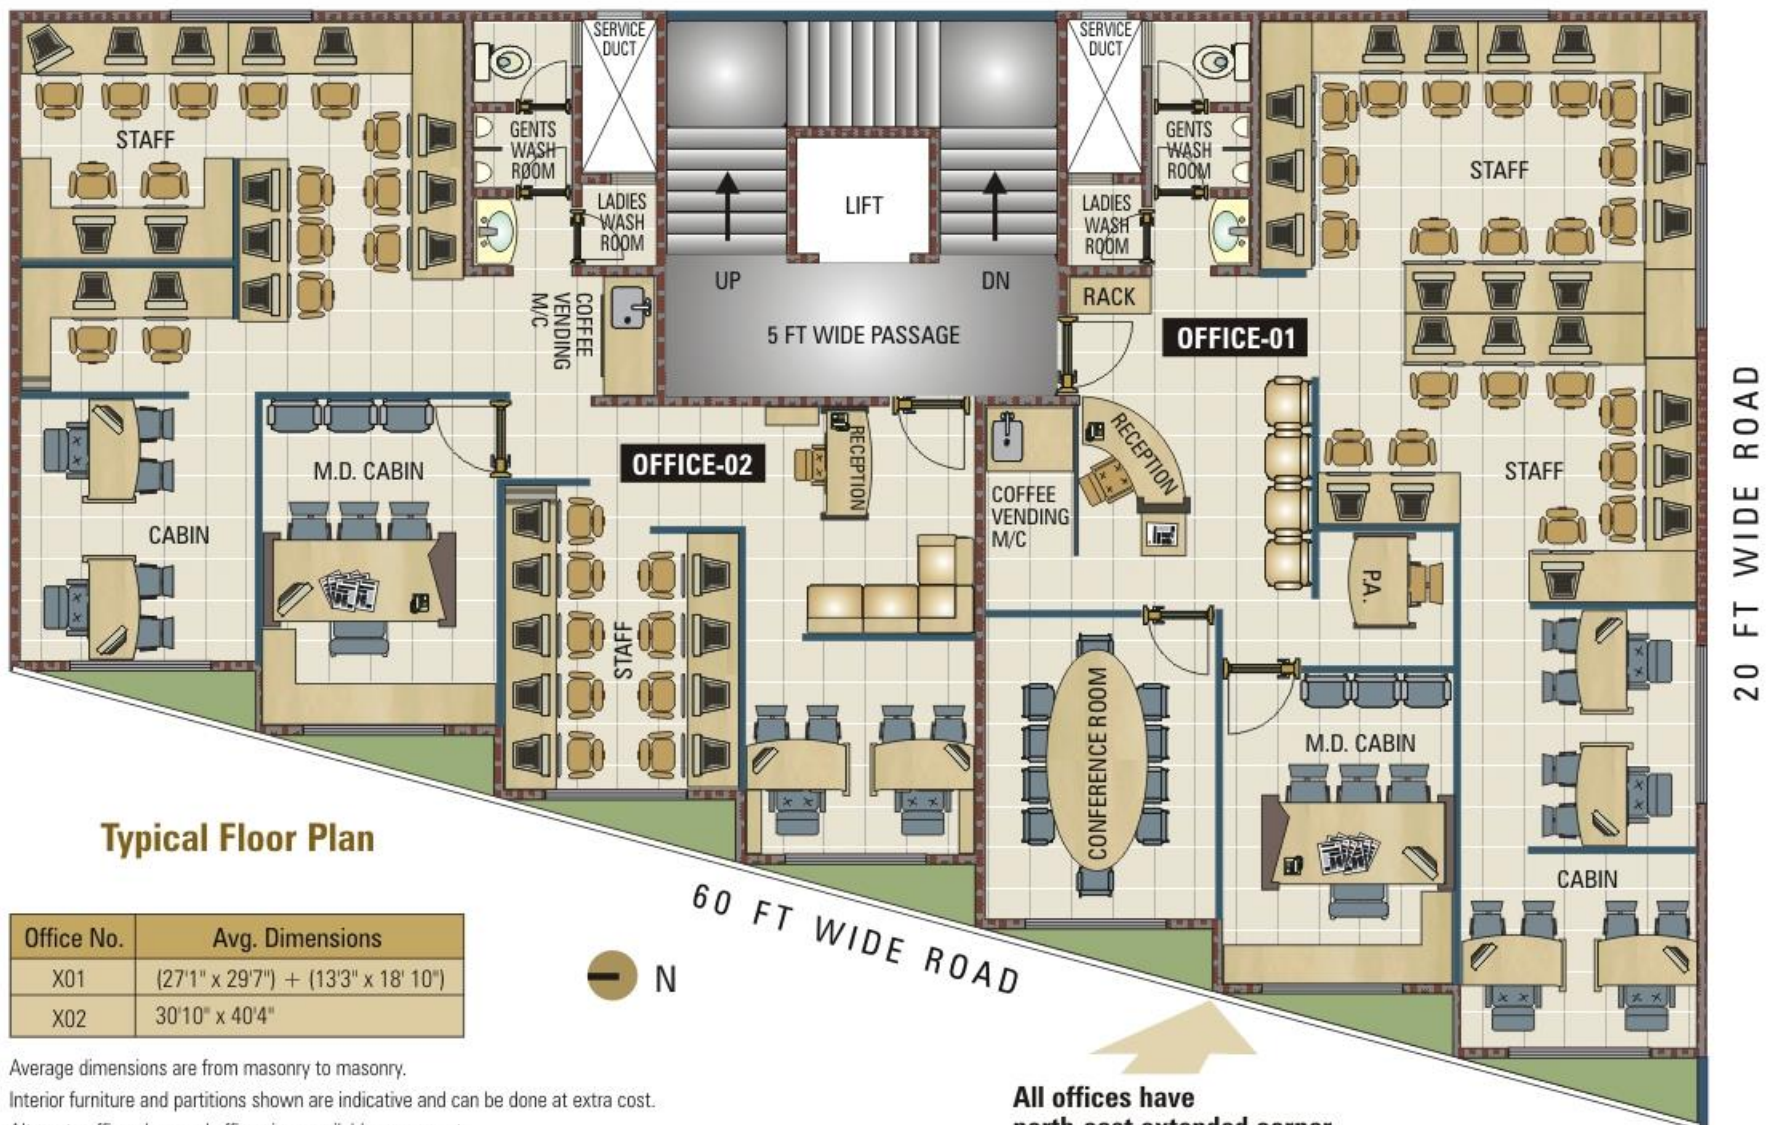 SERVICE
DUCT
SERVICE
DUCT
STAFF
GENTS
WASH
ROOM
GENTS
WASH
ROOM
STAFF
LADIES
WASH
ROOM
LIFT
LADIES
WASH
ROOM
UP
DN
RACK
COFFEE
VENDING
M/C
5 FT WIDE PASSAGE
OFFICE-01
20 FT WIDE ROAD
M.D. CABIN
OFFICE-02
RECEPTION
RECEPTION
STAFF
COFFEE
VENDING
M/C
CABIN
P.A.
STAFF
CONFERENCE ROOM
M.D. CABIN
CABIN
Typical Floor Plan
60 FT WIDE ROAD
Office No. Avg. Dimensions
X01 (27'1" x 29'7") + (13'3" x 18' 10")
X02 30'10" x 40'4"
N
Average dimensions are from masonry to masonry.
Interior furniture and partitions shown are indicative and can be done at extra cost.
All offices have
north-east extended corner